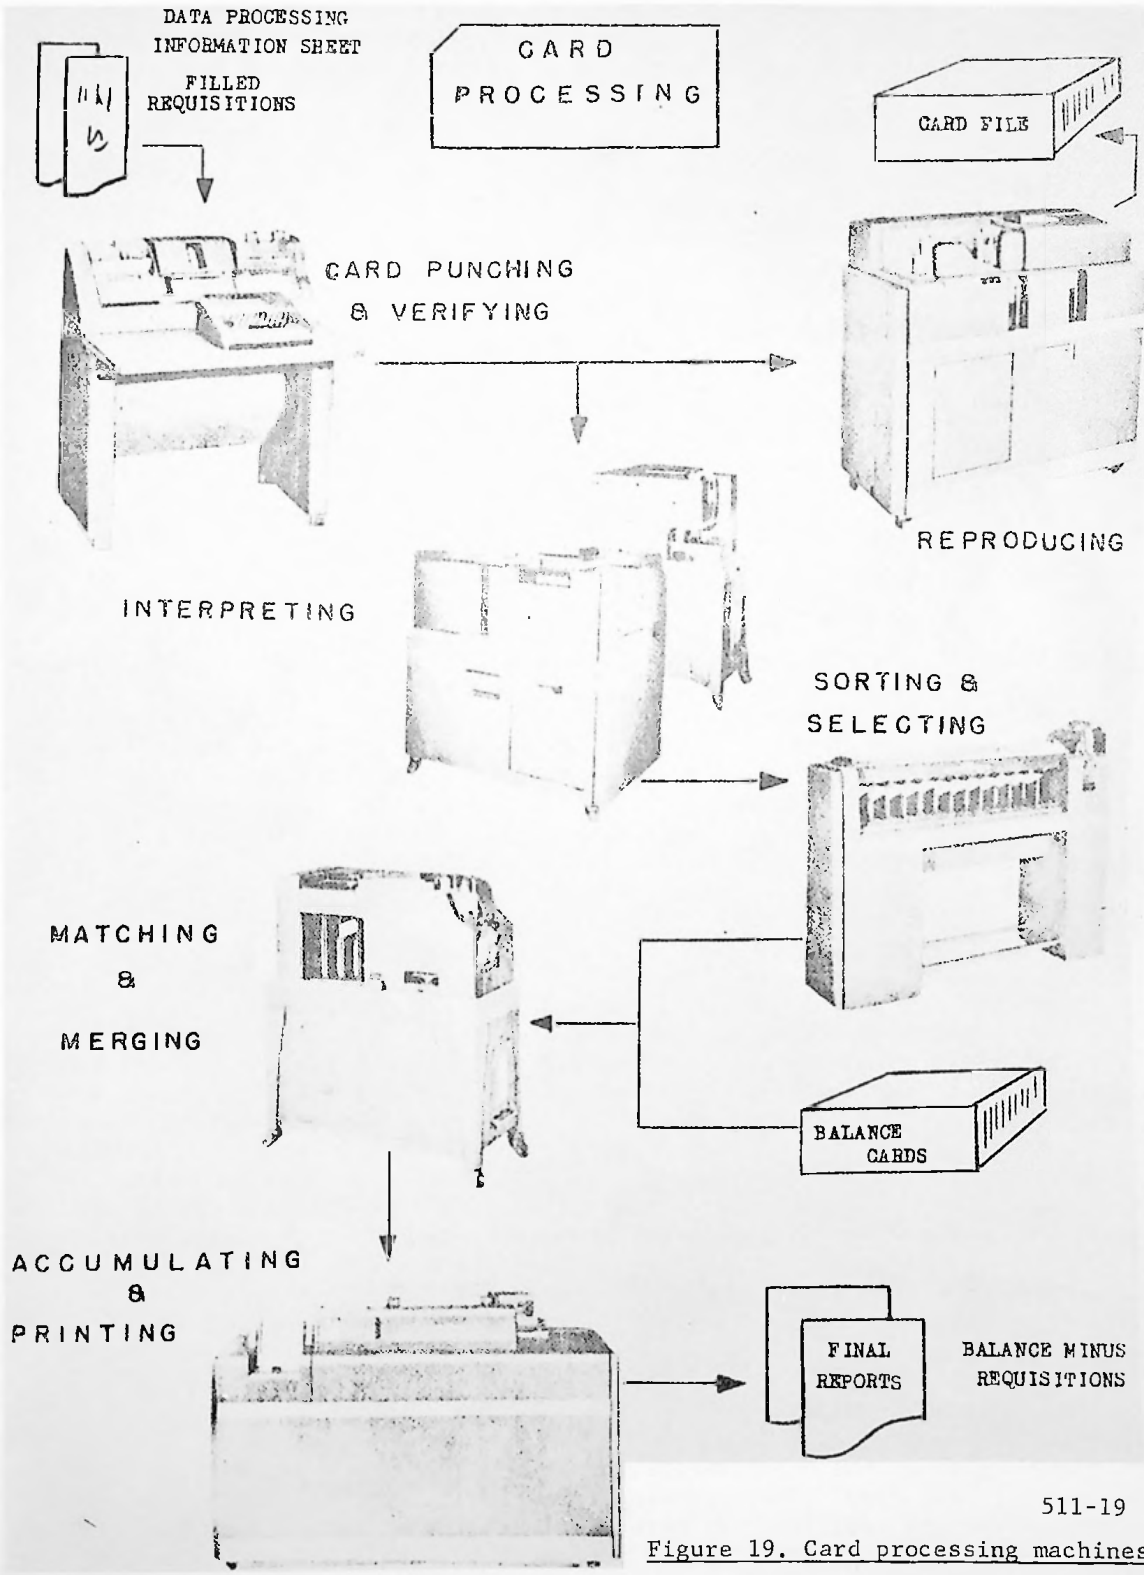 DATA PROCESSING
INFORMATION SHEET
FILLED
REQUISITIONS
CARD
PROCESSING
CARD FILE
CARD PUNCHING
& VERIFYING
REPRODUCING
INTERPRETING
SORTING &
SELECTING
MATCHING
&
MERGING
BALANCE
CARDS
ACCUMULATING
&
PRINTING
FINAL
REPORTS
BALANCE MINUS
REQUISITIONS
511-19
Figure 19. Card processing machines